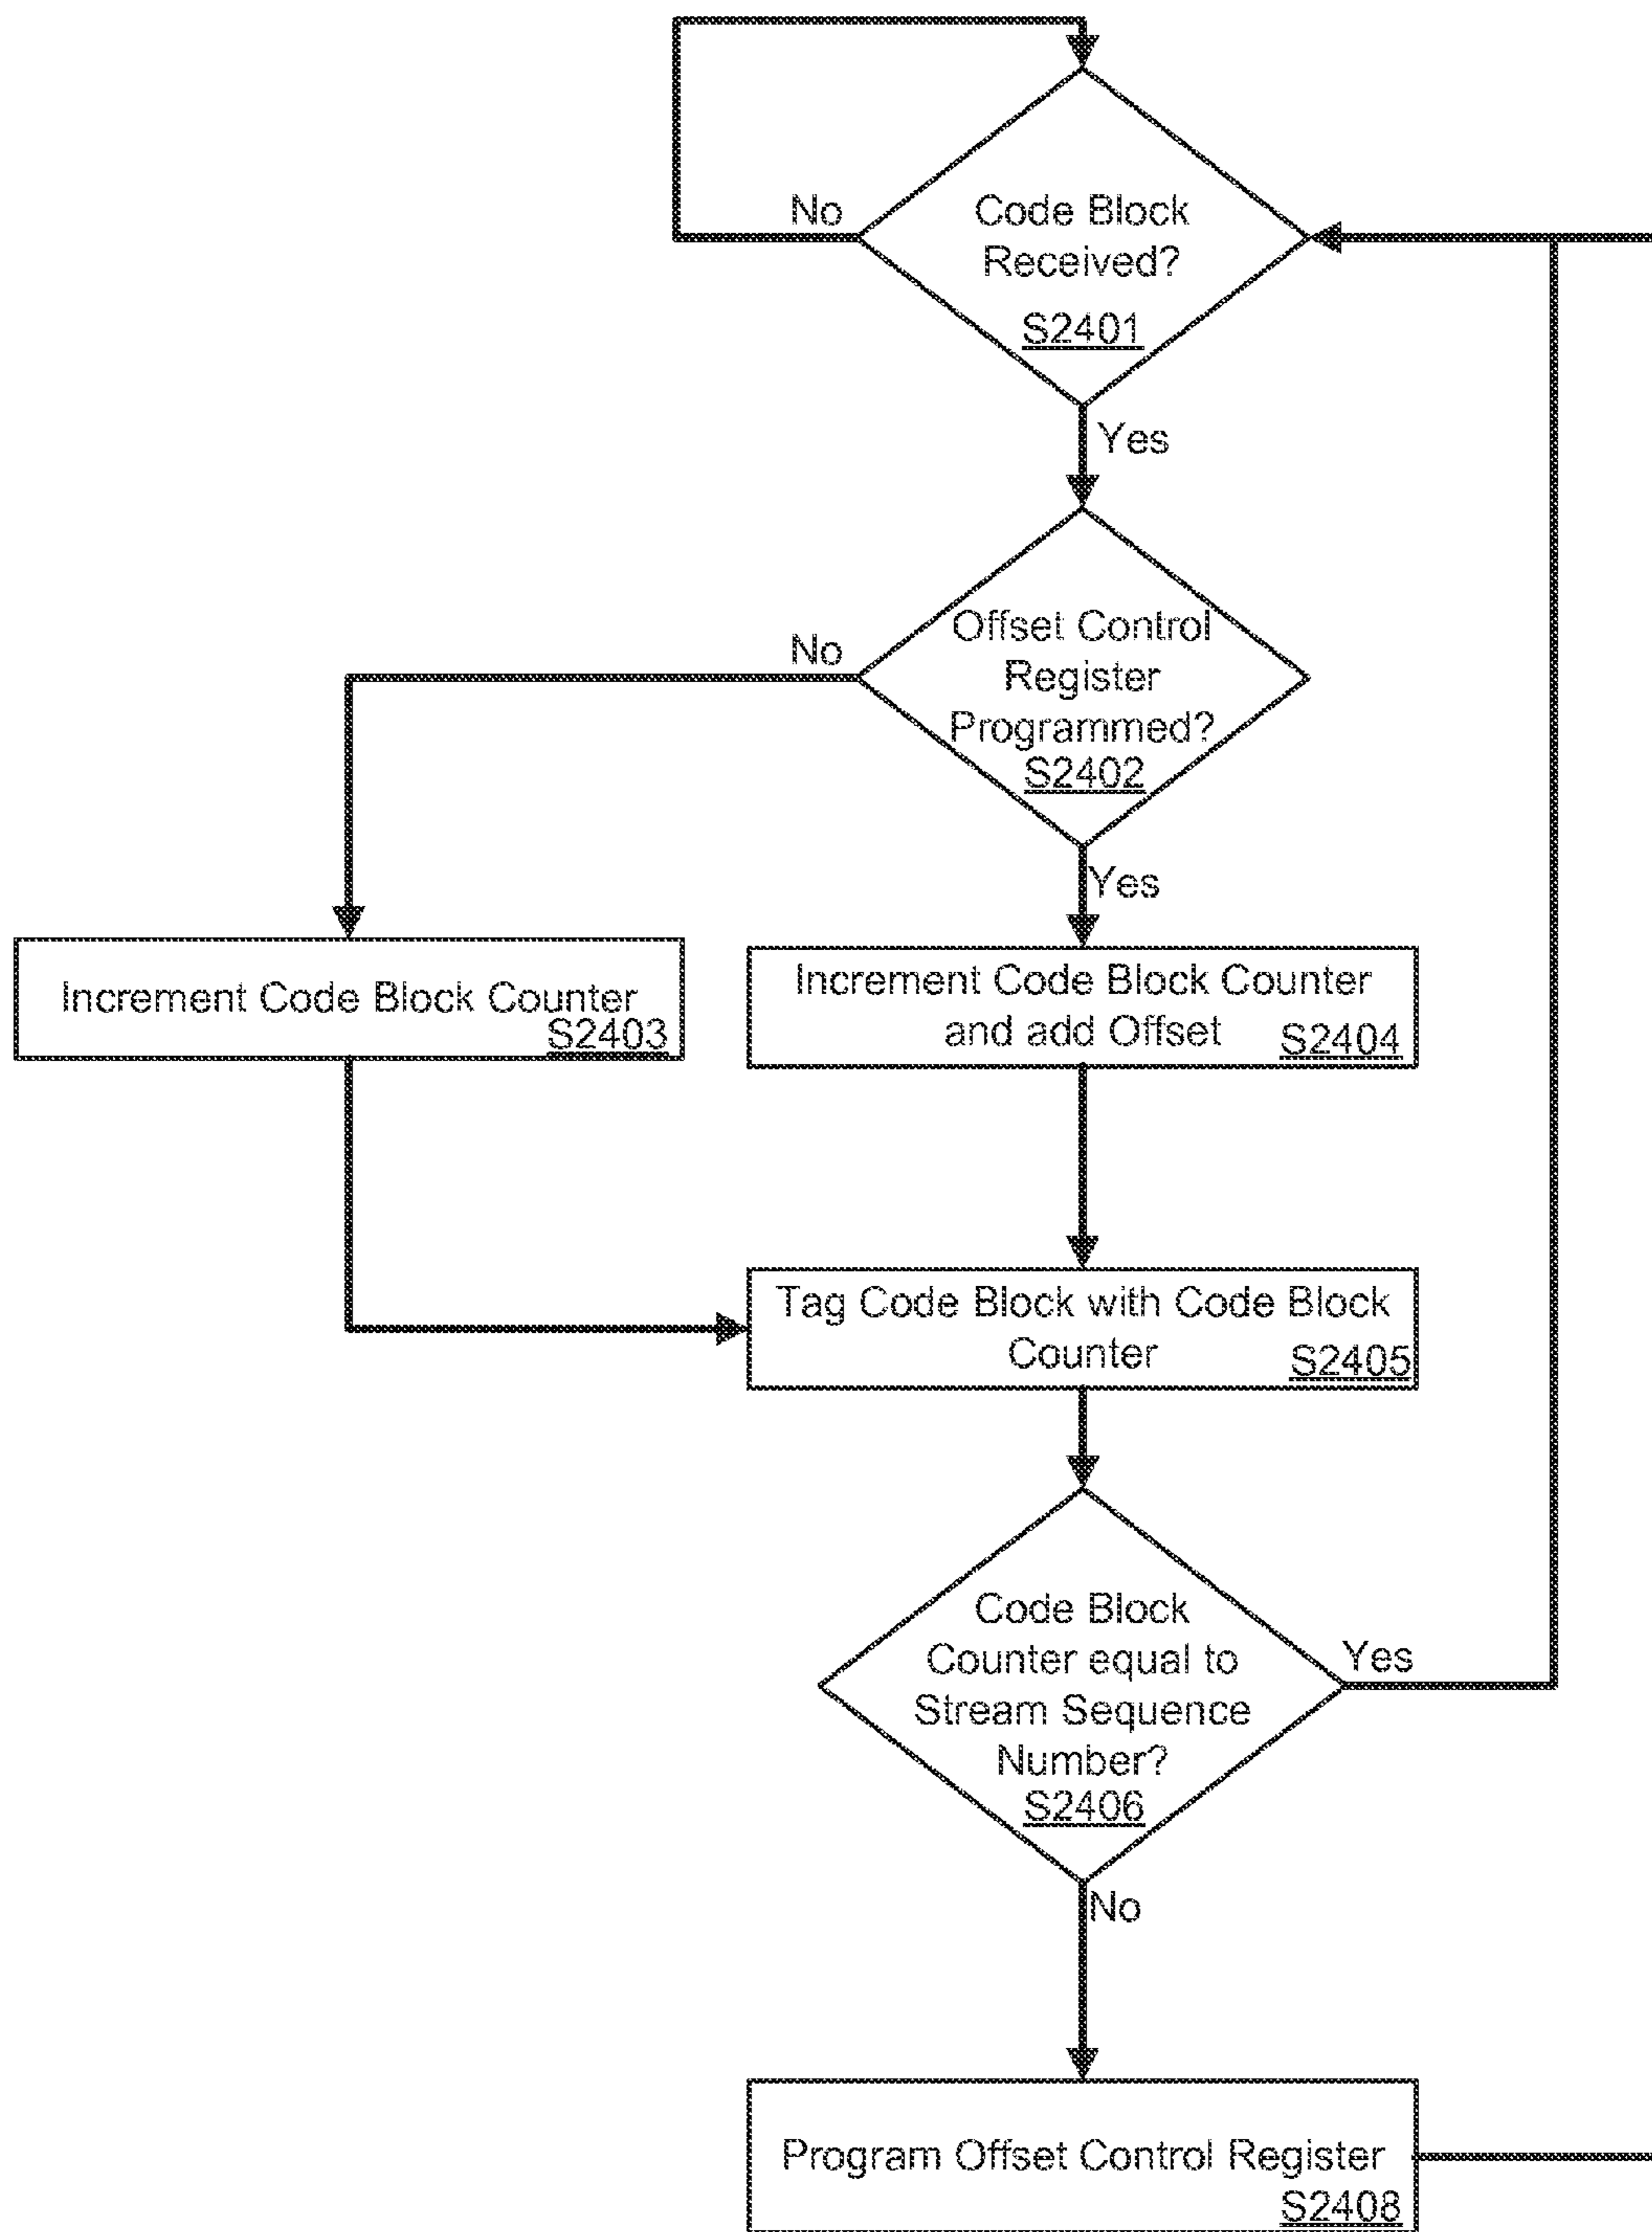 No
Code Block
Received?
S2401
Yes
Offset Control
Register
Programmed?
S2402
No
Yes
Increment Code Block Counter
S2403
Increment Code Block Counter
and add Offset
S2404
Tag Code Block with Code Block
Counter
S2405
Code Block
Counter equal to
Stream Sequence
Number?
S2406
Yes
No
Program Offset Control Register
S2408